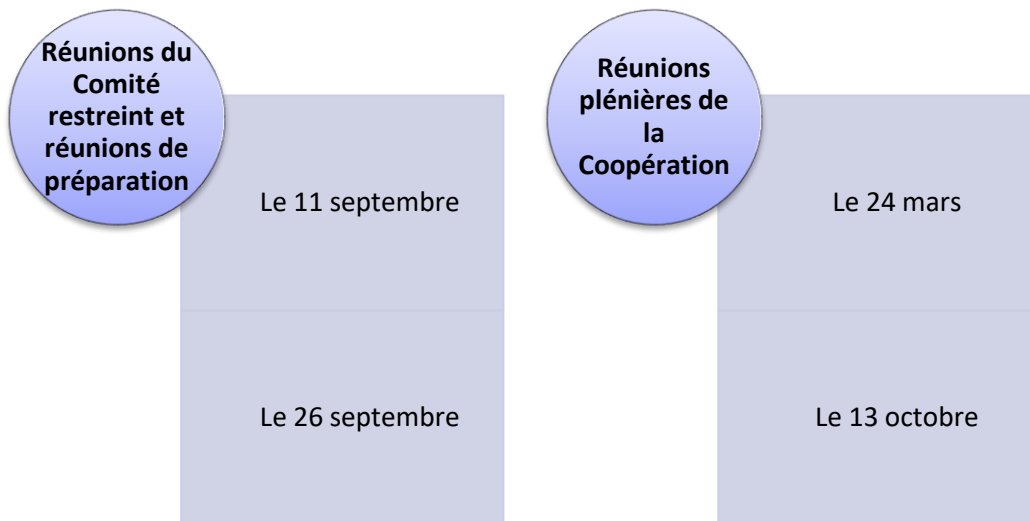 Réunions du
Comité
restreint et
réunions de
préparation
Le 11 septembre
Le 26 septembre
Réunions
plénières de
la
Coopération
Le 24 mars
Le 13 octobre